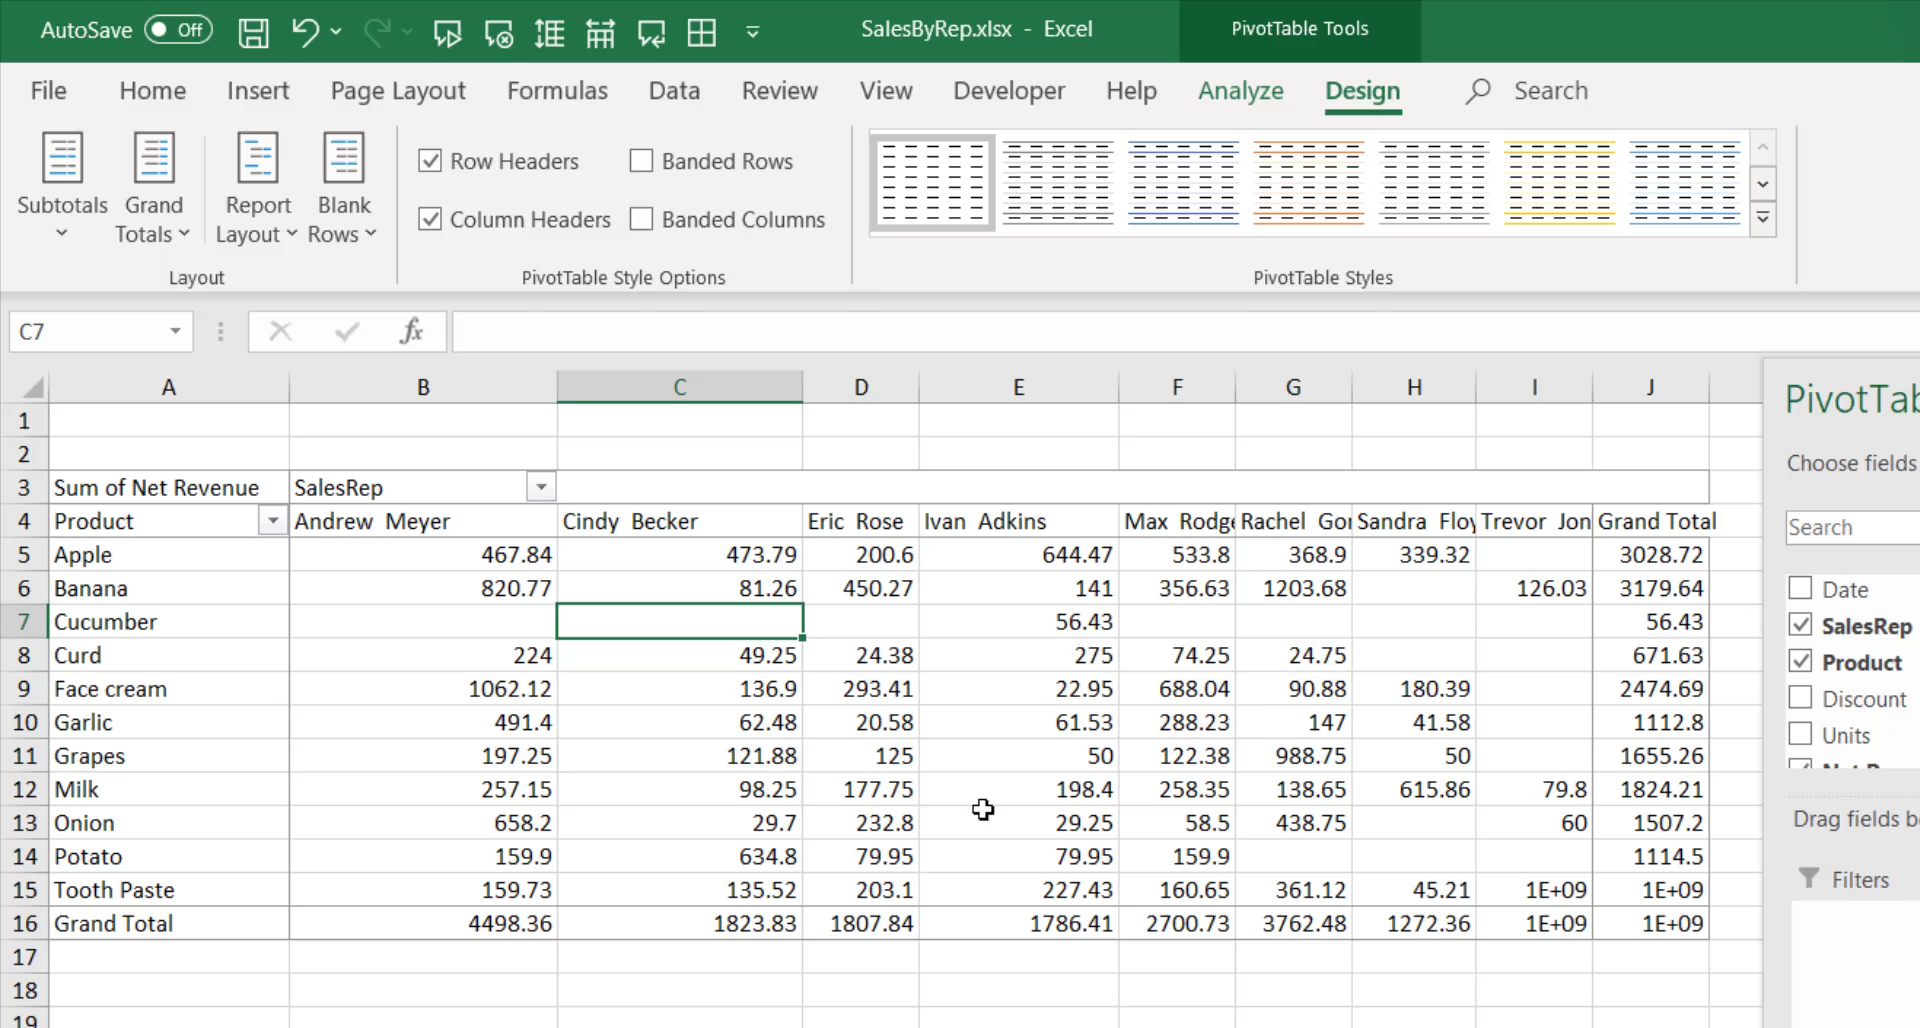 AutoSave Off SalesByRep.xlsx - Excel PivotTable Tools
File Home Insert Page Layout Formulas Data Review View Developer Help Analyze Design Search
Subtotals Grand Totals Report Layout Blank Rows
Row Headers Banded Rows
Column Headers Banded Columns
Layout PivotTable Style Options PivotTable Styles
C7 fx
A B C D E F G H I J
1
2
3 Sum of Net Revenue SalesRep
4 Product Andrew Meyer Cindy Becker Eric Rose Ivan Adkins Max Rodge Rachel Gor Sandra Floy Trevor Jon Grand Total
5 Apple 467.84 473.79 200.6 644.47 533.8 368.9 339.32 3028.72
6 Banana 820.77 81.26 450.27 141 356.63 1203.68 126.03 3179.64
7 Cucumber 56.43 56.43
8 Curd 224 49.25 24.38 275 74.25 24.75 671.63
9 Face cream 1062.12 136.9 293.41 22.95 688.04 90.88 180.39 2474.69
10 Garlic 491.4 62.48 20.58 61.53 288.23 147 41.58 1112.8
11 Grapes 197.25 121.88 125 50 122.38 988.75 50 1655.26
12 Milk 257.15 98.25 177.75 198.4 258.35 138.65 615.86 79.8 1824.21
13 Onion 658.2 29.7 232.8 29.25 58.5 438.75 60 1507.2
14 Potato 159.9 634.8 79.95 79.95 159.9 1114.5
15 Tooth Paste 159.73 135.52 203.1 227.43 160.65 361.12 45.21 1E+09 1E+09
16 Grand Total 4498.36 1823.83 1807.84 1786.41 2700.73 3762.48 1272.36 1E+09 1E+09
17
18
19
PivotTab
Choose fields
Search
Date
SalesRep
Product
Discount
Units
Drag fields b
Filters